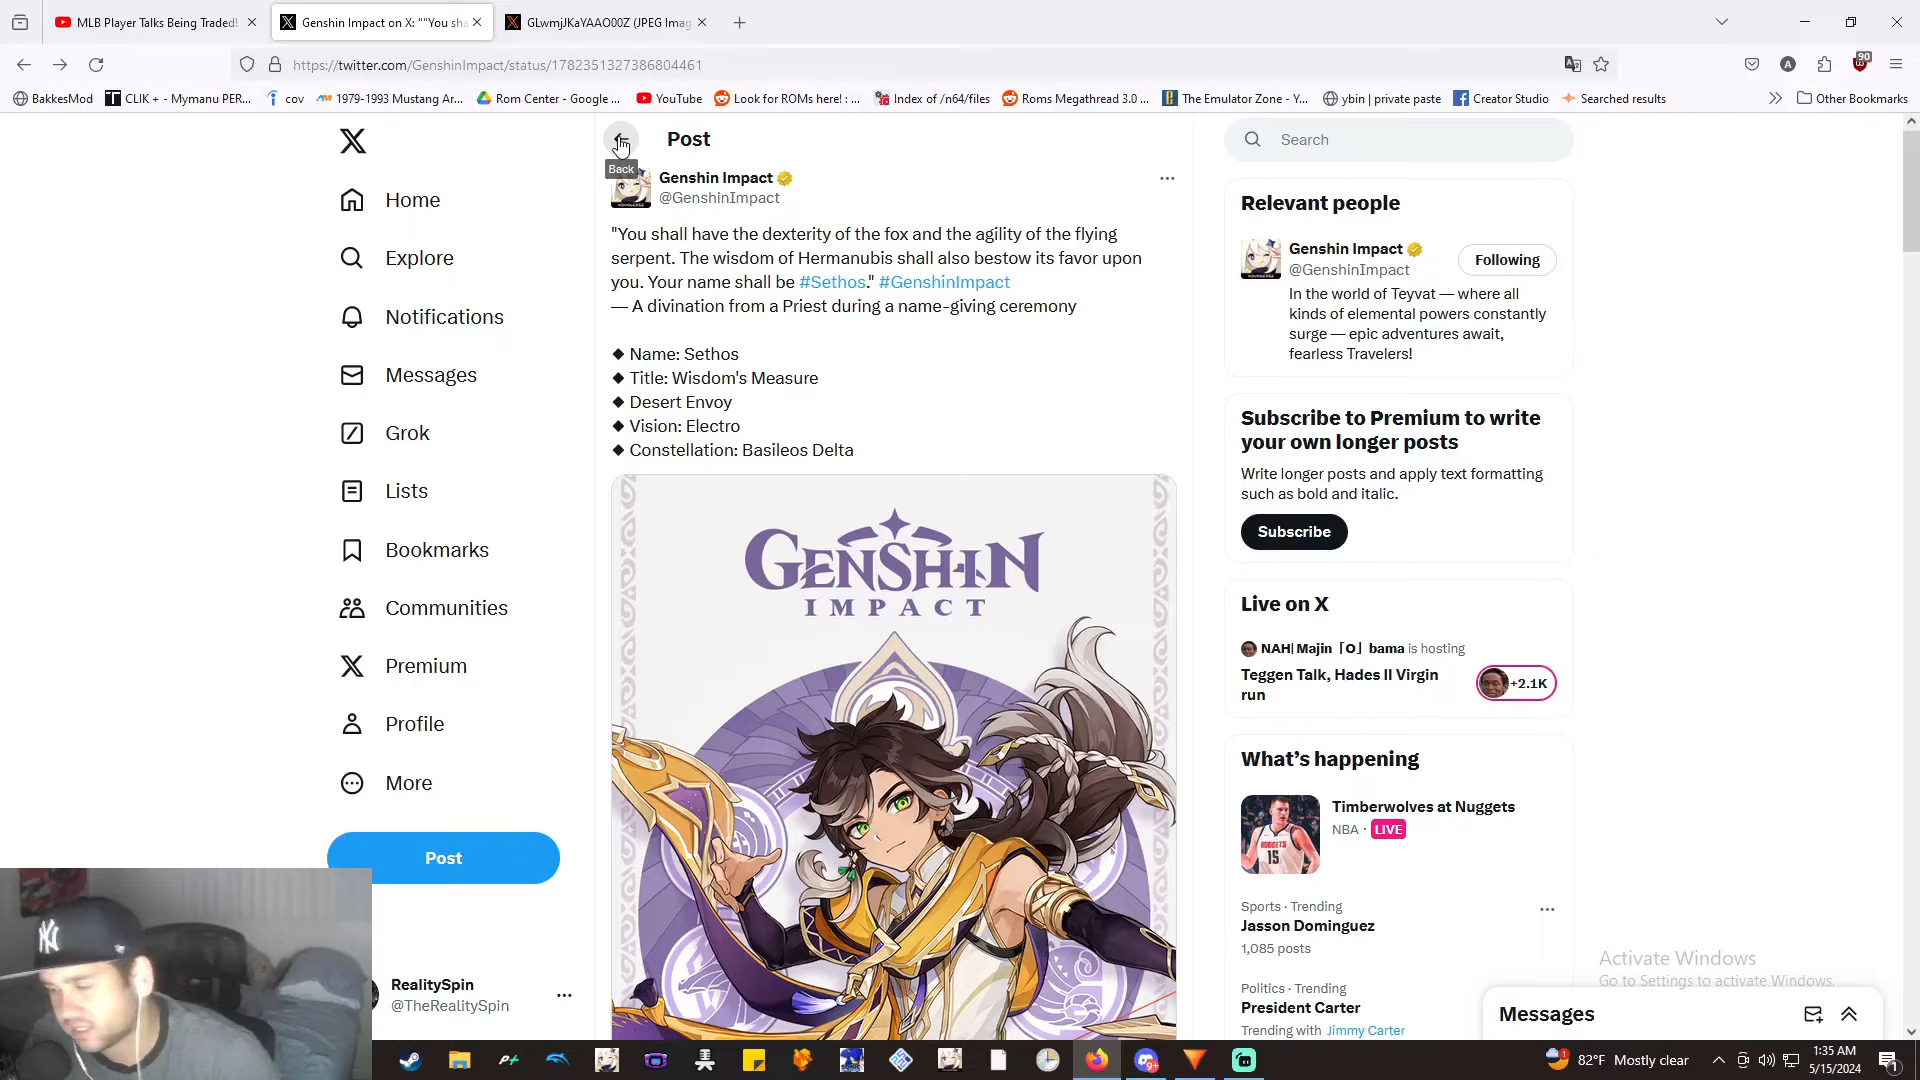 MLB Player Talks Being Traded!
Genshin Impact on X: ""You sha
GLwmjJKaYAAO00Z (JPEG Imag
https://twitter.com/GenshinImpact/status/1782351327386804461
90
BakkesMod
CLIK + - Mymanu PER...
cov
1979-1993 Mustang Ar...
Rom Center - Google ...
YouTube
Look for ROMs here! : ...
Index of /n64/files
Roms Megathread 3.0 ...
The Emulator Zone - Y...
ybin | private paste
Creator Studio
Searched results
Other Bookmarks
Home
Explore
Notifications
Messages
Grok
Lists
Bookmarks
Communities
Premium
Profile
More
Post
RealitySpin
@TheRealitySpin
Post
Back
Genshin Impact
@GenshinImpact
"You shall have the dexterity of the fox and the agility of the flying
serpent. The wisdom of Hermanubis shall also bestow its favor upon
you. Your name shall be #Sethos." #GenshinImpact
— A divination from a Priest during a name-giving ceremony
◆ Name: Sethos
◆ Title: Wisdom's Measure
◆ Desert Envoy
◆ Vision: Electro
◆ Constellation: Basileos Delta
GENSHIN
IMPACT
Search
Relevant people
Genshin Impact
@GenshinImpact
Following
In the world of Teyvat — where all
kinds of elemental powers constantly
surge — epic adventures await,
fearless Travelers!
Subscribe to Premium to write
your own longer posts
Write longer posts and apply text formatting
such as bold and italic.
Subscribe
Live on X
NAH| Majin「O」bama is hosting
Teggen Talk, Hades II Virgin
run
+2.1K
What's happening
Timberwolves at Nuggets
NBA · LIVE
Sports · Trending
Jasson Dominguez
1,085 posts
Politics · Trending
President Carter
Trending with Jimmy Carter
Activate Windows
Go to Settings to activate Windows.
Messages
82°F Mostly clear
1:35 AM
5/15/2024